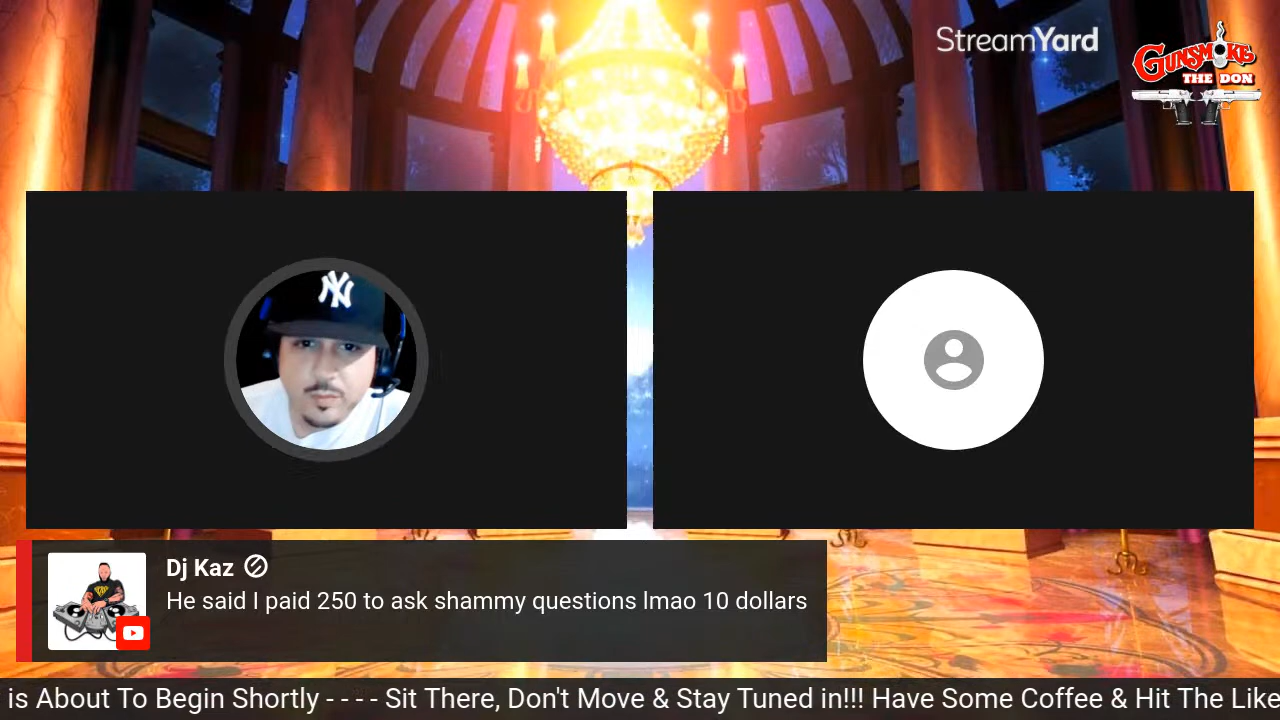 StreamYard
GUNSMOKE
THE DON
NY
Dj Kaz
He said I paid 250 to ask shammy questions lmao 10 dollars
is About To Begin Shortly - - - - Sit There, Don't Move & Stay Tuned in!!! Have Some Coffee & Hit The Like